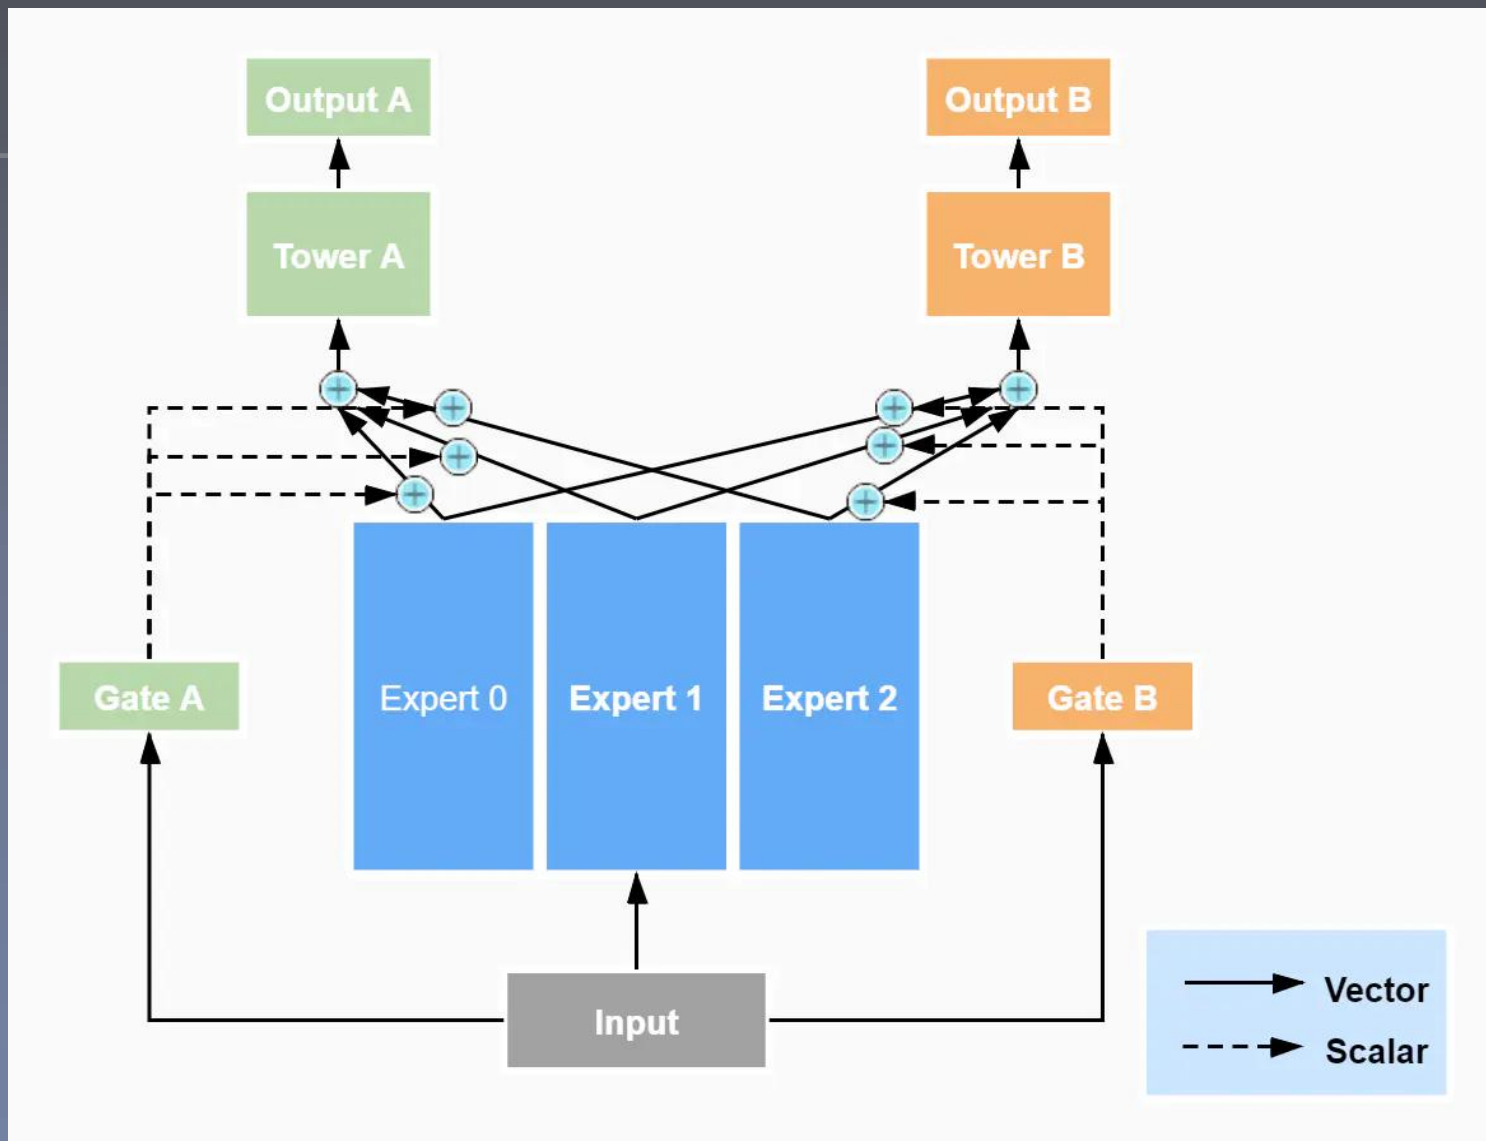 Output A
Output B
Tower A
Tower B
Gate A
Expert 0
Expert 1
Expert 2
Gate B
Input
Vector
Scalar